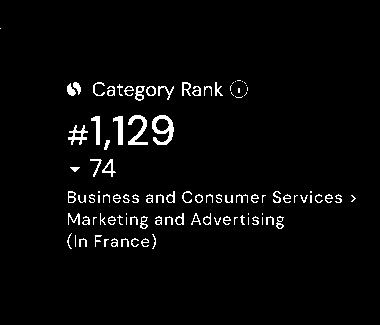 Category Rank
#1,129
74
Business and Consumer Services >
Marketing and Advertising
(In France)